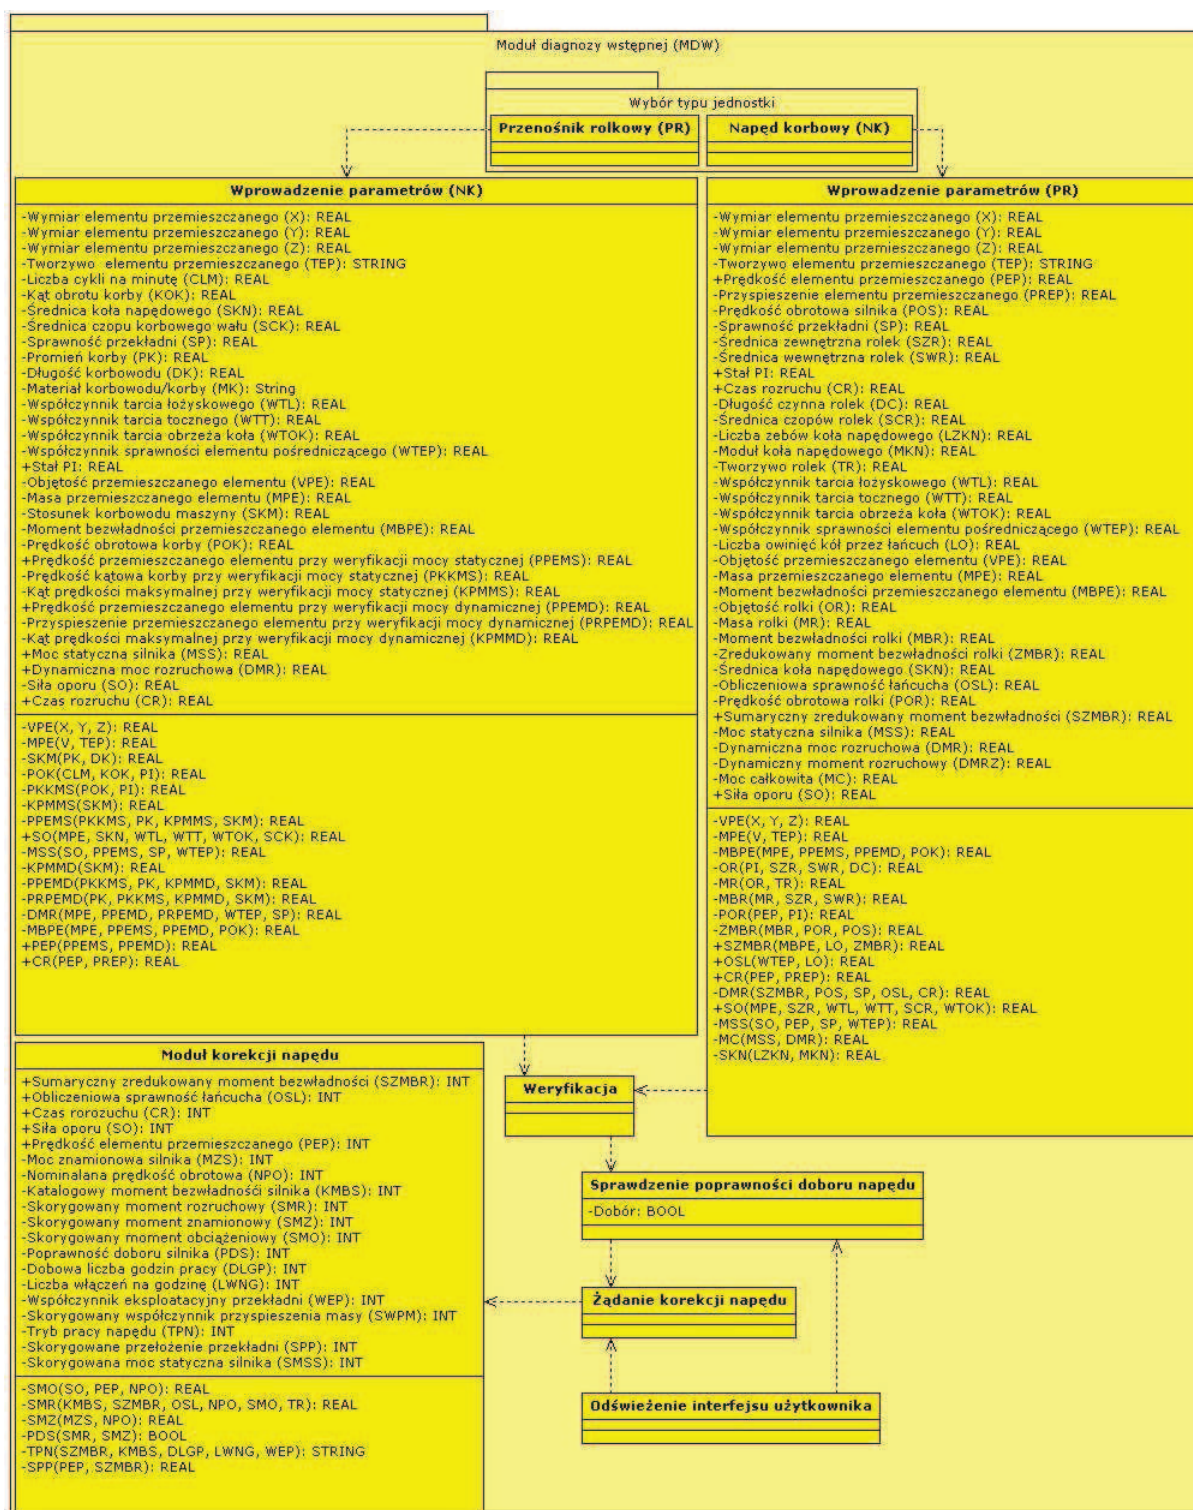 Moduł diagnozy wstępnej (MDW)
Wybór typu jednostki
Przenośnik rolkowy (PR)
Napęd korbowy (NK)
Wprowadzenie parametrów (NK)
-Wymiar elementu przemieszczanego (X): REAL
-Wymiar elementu przemieszczanego (Y): REAL
-Wymiar elementu przemieszczanego (Z): REAL
-Tworzywo elementu przemieszczanego (TEP): STRING
-Liczba cykli na minutę (CLM): REAL
-Kąt obrotu korby (KOK): REAL
-Średnica koła napędowego (SKN): REAL
-Średnica czopu korbowego wału (SCK): REAL
-Sprawność przekładni (SP): REAL
-Promień korby (PK): REAL
-Długość korbowodu (DK): REAL
-Materiał korbowodu/korby (MK): String
-Współczynnik tarcia łożyskowego (WTL): REAL
-Współczynnik tarcia tocznego (WTT): REAL
-Współczynnik tarcia obrzeża koła (WTOK): REAL
-Współczynnik sprawności elementu pośredniczącego (WTEP): REAL
+Stał PI: REAL
-Objętość przemieszczanego elementu (VPE): REAL
-Masa przemieszczanego elementu (MPE): REAL
-Stosunek korbowodu maszyny (SKM): REAL
-Moment bezwładności przemieszczanego elementu (MBPE): REAL
-Prędkość obrotowa korby (POK): REAL
+Prędkość przemieszczanego elementu przy weryfikacji mocy statycznej (PPEMS): REAL
-Prędkość kątowa korby przy weryfikacji mocy statycznej (PKKMS): REAL
-Kąt prędkości maksymalnej przy weryfikacji mocy statycznej (KPMMS): REAL
+Prędkość przemieszczanego elementu przy weryfikacji mocy dynamicznej (PPEMD): REAL
-Przyspieszenie przemieszczanego elementu przy weryfikacji mocy dynamicznej (PRPEMD): REAL
-Kąt prędkości maksymalnej przy weryfikacji mocy dynamicznej (KPMMD): REAL
+Moc statyczna silnika (MSS): REAL
+Dynamiczna moc rozruchowa (DMR): REAL
-Siła oporu (SO): REAL
+Czas rozruchu (CR): REAL
-VPE(X, Y, Z): REAL
-MPE(V, TEP): REAL
-SKM(PK, DK): REAL
-POK(CLM, KOK, PI): REAL
-PKKMS(POK, PI): REAL
-KPMMS(SKM): REAL
-PPEMS(PKKMS, PK, KPMMS, SKM): REAL
+SO(MPE, SKN, WTL, WTT, WTOK, SCK): REAL
-MSS(SO, PPEMS, SP, WTEP): REAL
-KPMMD(SKM): REAL
-PPEMD(PKKMS, PK, KPMMD, SKM): REAL
-PRPEMD(PK, PKKMS, KPMMD, SKM): REAL
-DMR(MPE, PPEMD, PRPEMD, WTEP, SP): REAL
-MBPE(MPE, PPEMS, PPEMD, POK): REAL
+PEP(PPEMS, PPEMD): REAL
+CR(PEP, PREP): REAL
Wprowadzenie parametrów (PR)
-Wymiar elementu przemieszczanego (X): REAL
-Wymiar elementu przemieszczanego (Y): REAL
-Wymiar elementu przemieszczanego (Z): REAL
-Tworzywo elementu przemieszczanego (TEP): STRING
+Prędkość elementu przemieszczanego (PEP): REAL
-Przyspieszenie elementu przemieszczanego (PREP): REAL
-Prędkość obrotowa silnika (POS): REAL
-Sprawność przekładni (SP): REAL
-Średnica zewnętrzna rolek (SZR): REAL
-Średnica wewnętrzna rolek (SWR): REAL
+Stał PI: REAL
+Czas rozruchu (CR): REAL
-Długość czynna rolek (DC): REAL
-Średnica czopów rolek (SCR): REAL
-Liczba zebów koła napędowego (LZKN): REAL
-Moduł koła napędowego (MKN): REAL
-Tworzywo rolek (TR): REAL
-Współczynnik tarcia łożyskowego (WTL): REAL
-Współczynnik tarcia tocznego (WTT): REAL
-Współczynnik tarcia obrzeża koła (WTOK): REAL
-Współczynnik sprawności elementu pośredniczącego (WTEP): REAL
-Liczba owinięć kół przez łańcuch (LO): REAL
-Objętość przemieszczanego elementu (VPE): REAL
-Masa przemieszczanego elementu (MPE): REAL
-Moment bezwładności przemieszczanego elementu (MBPE): REAL
-Objętość rolki (OR): REAL
-Masa rolki (MR): REAL
-Moment bezwładności rolki (MBR): REAL
-Zredukowany moment bezwładności rolki (ZMBR): REAL
-Średnica koła napędowego (SKN): REAL
-Obliczeniowa sprawność łańcucha (OSL): REAL
-Prędkość obrotowa rolki (POR): REAL
+Sumaryczny zredukowany moment bezwładności (SZMBR): REAL
-Moc statyczna silnika (MSS): REAL
-Dynamiczna moc rozruchowa (DMR): REAL
-Dynamiczny moment rozruchowy (DMRZ): REAL
-Moc całkowita (MC): REAL
+Siła oporu (SO): REAL
-VPE(X, Y, Z): REAL
-MPE(V, TEP): REAL
-MBPE(MPE, PPEMS, PPEMD, POK): REAL
-OR(PI, SZR, SWR, DC): REAL
-MR(OR, TR): REAL
-MBR(MR, SZR, SWR): REAL
-POR(PEP, PI): REAL
-ZMBR(MBR, POR, POS): REAL
+SZMBR(MBPE, LO, ZMBR): REAL
+OSL(WTEP, LO): REAL
+CR(PEP, PREP): REAL
-DMR(SZMBR, POS, SP, OSL, CR): REAL
+SO(MPE, SZR, WTL, WTT, SCR, WTOK): REAL
-MSS(SO, PEP, SP, WTEP): REAL
-MC(MSS, DMR): REAL
-SKN(LZKN, MKN): REAL
Moduł korekcji napędu
+Sumaryczny zredukowany moment bezwładności (SZMBR): INT
+Obliczeniowa sprawność łańcucha (OSL): INT
+Czas rorozuchu (CR): INT
+Siła oporu (SO): INT
+Prędkość elementu przemieszczanego (PEP): INT
-Moc znamionowa silnika (MZS): INT
-Nominałana prędkość obrotowa (NPO): INT
-Katalogowy moment bezwładnośći silnika (KMBS): INT
-Skorygowany moment rozruchowy (SMR): INT
-Skorygowany moment znamionowy (SMZ): INT
-Skorygowany moment obciążeniowy (SMO): INT
-Poprawność doboru silnika (PDS): INT
-Dobowa liczba godzin pracy (DLGP): INT
-Liczba włączeń na godzinę (LWNG): INT
-Współczynnik eksploatacyjny przekładni (WEP): INT
-Skorygowany współczynnik przyspieszenia masy (SWPM): INT
-Tryb pracy napędu (TPN): INT
-Skorygowane przełożenie przekładni (SPP): INT
-Skorygowana moc statyczna silnika (SMSS): INT
-SMO(SO, PEP, NPO): REAL
-SMR(KMBS, SZMBR, OSL, NPO, SMO, TR): REAL
-SMZ(MZS, NPO): REAL
-PDS(SMR, SMZ): BOOL
-TPN(SZMBR, KMBS, DLGP, LWNG, WEP): STRING
-SPP(PEP, SZMBR): REAL
Weryfikacja
Sprawdzenie poprawności doboru napędu
-Dobór: BOOL
Żądanie korekcji napędu
Odświeżenie interfejsu użytkownika